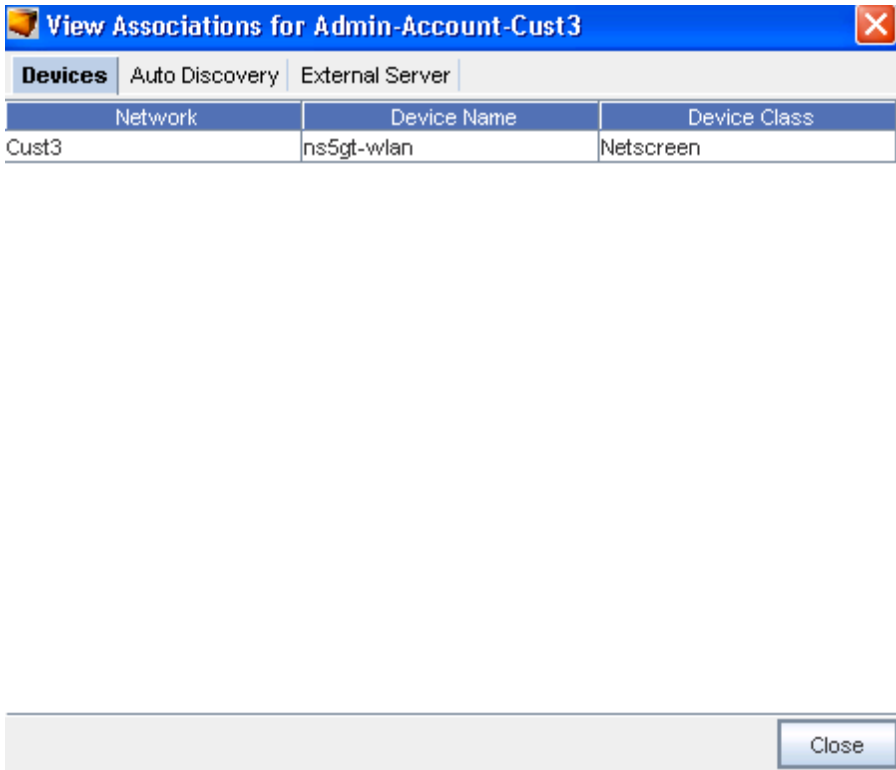 View Associations for Admin-Account-Cust3
Devices Auto Discovery External Server
Network Device Name Device Class
Cust3 ns5gt-wlan Netscreen
Close